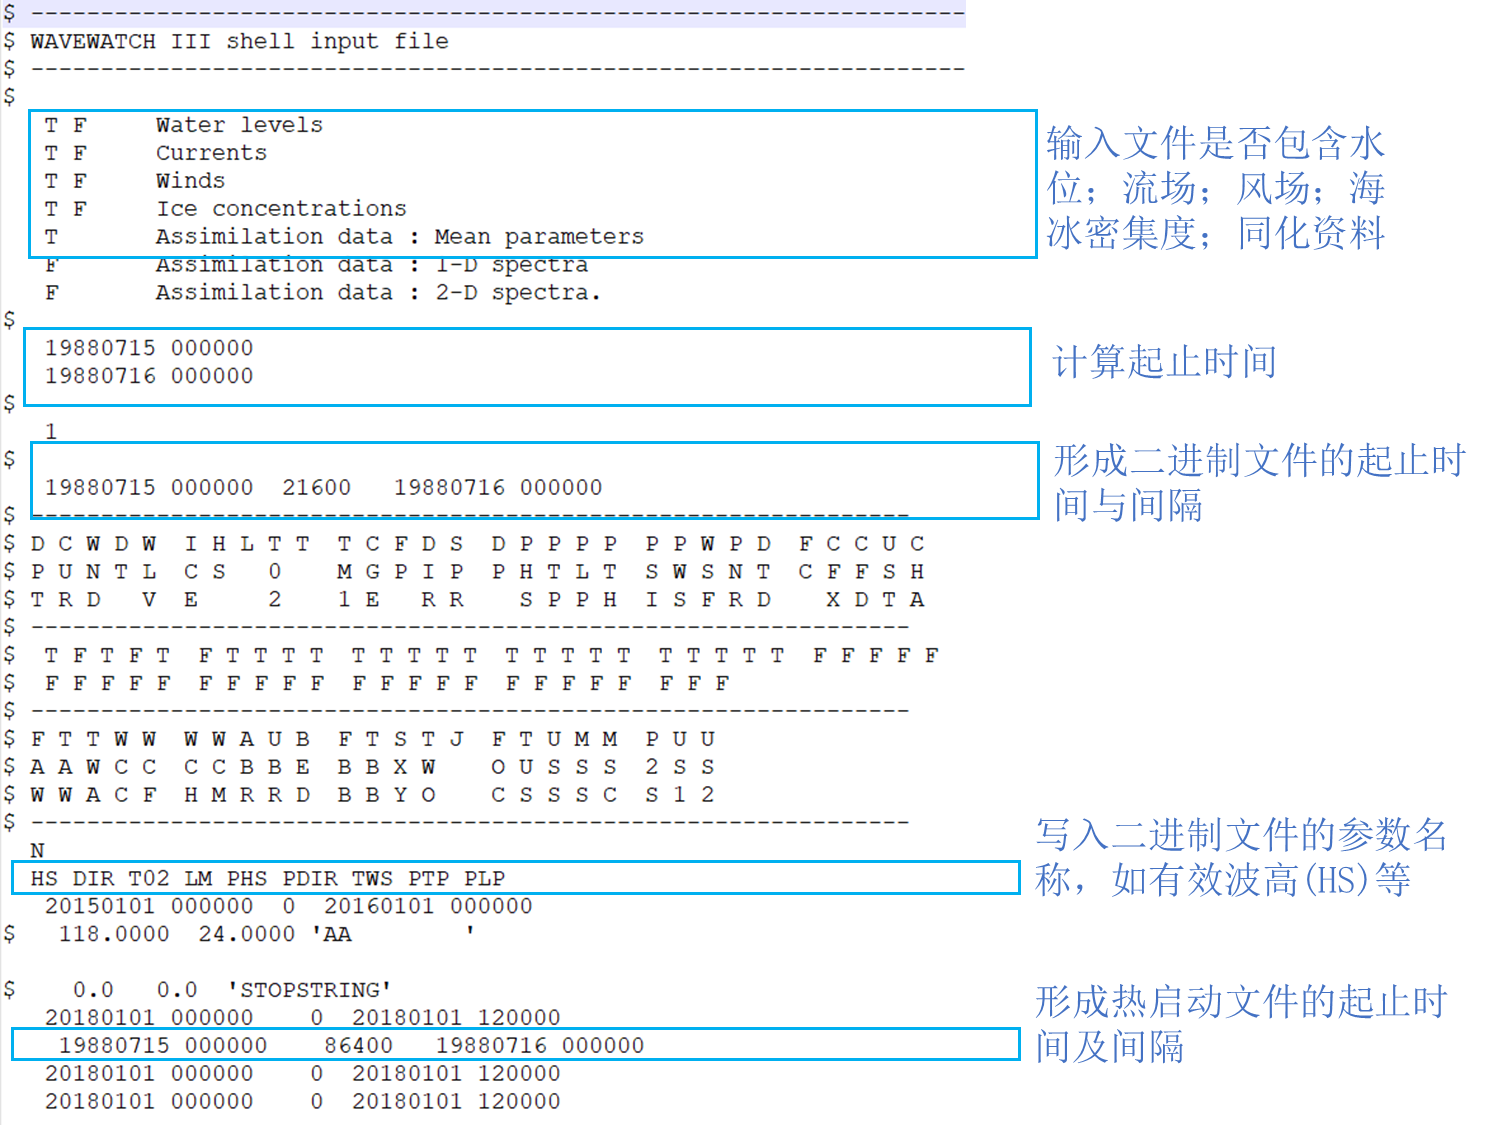 $ -------------------------------------------------------------------
$ WAVEWATCH III shell input file
$ -------------------------------------------------------------------
$
T F Water levels
T F Currents
T F Winds
T F Ice concentrations
T Assimilation data : Mean parameters
F Assimilation data : 1-D spectra
F Assimilation data : 2-D spectra.
输入文件是否包含水
位；流场；风场；海
冰密集度；同化资料
$
19880715 000000
19880716 000000
计算起止时间
$
1
$
19880715 000000 21600 19880716 000000
形成二进制文件的起止时
间与间隔
$ ---------------------------------------------------------------
$ D C W D W I H L T T T C F D S D P P P P P P W P D F C C U C
$ P U N T L C S 0 M G P I P P H T L T S W S N T C F F S H
$ T R D V E 2 1 E R R S P P H I S F R D X D T A
$ ---------------------------------------------------------------
$ T F T F T F T T T T T T T T T T T T T T T T T T T F F F F F
$ F F F F F F F F F F F F F F F F F F F F F F F
$ ---------------------------------------------------------------
$ F T T W W W W A U B F T S T J F T U M M P U U
$ A A W C C C C B B E B B X W O U S S S 2 S S
$ W W A C F H M R R D B B Y O C S S S C S 1 2
$ ---------------------------------------------------------------
N
HS DIR T02 LM PHS PDIR TWS PTP PLP
写入二进制文件的参数名
称，如有效波高(HS)等
20150101 000000 0 20160101 000000
$ 118.0000 24.0000 'AA '
$ 0.0 0.0 'STOPSTRING'
20180101 000000 0 20180101 120000
19880715 000000 86400 19880716 000000
形成热启动文件的起止时
间及间隔
20180101 000000 0 20180101 120000
20180101 000000 0 20180101 120000